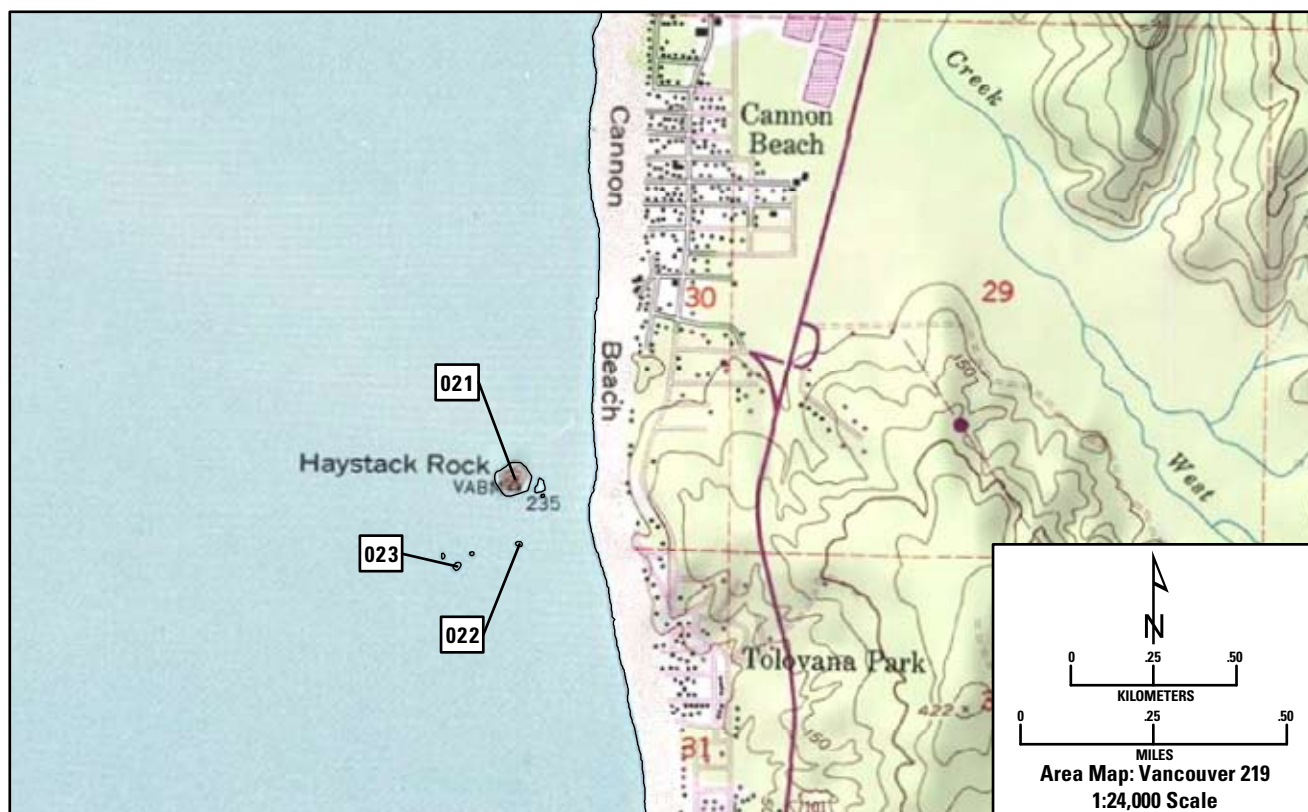 Creek
Cannon
Beach
Cannon
Beach
30
29
150
021
Haystack Rock
VABM
235
023
022
West
Tolovana Park
422
150
31
N
0 .25 .50
KILOMETERS
0 .25 .50
MILES
Area Map: Vancouver 219
1:24,000 Scale